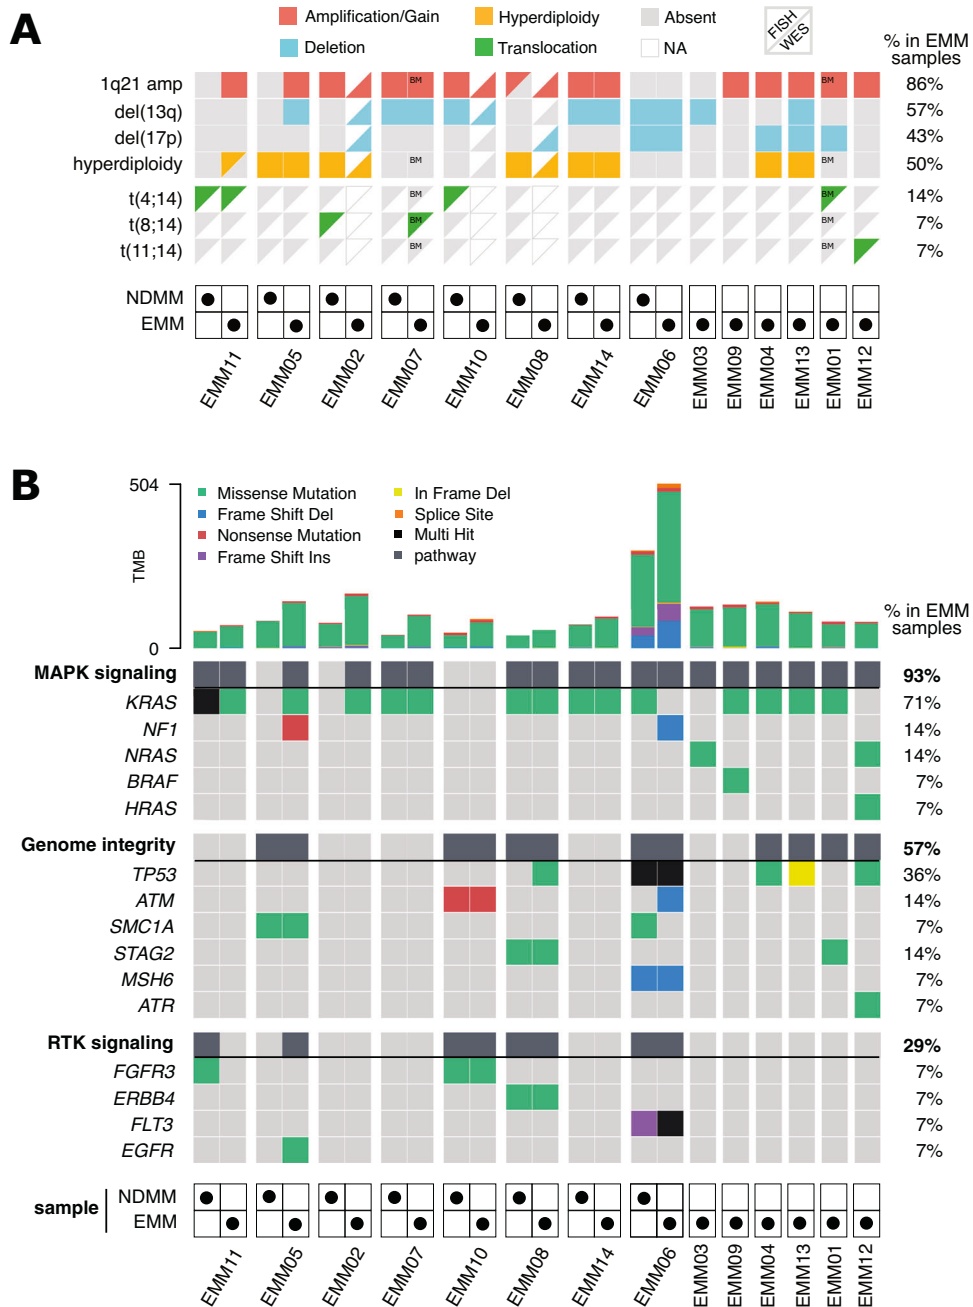 A
Amplification/Gain
Hyperdiploidy
Absent
Deletion
Translocation
NA
FISH
WES
% in EMM
samples
1q21 amp BM BM 86%
del(13q) 57%
del(17p) 43%
hyperdiploidy BM BM 50%
t(4;14) BM BM 14%
t(8;14) BM BM 7%
t(11;14) BM BM 7%
NDMM
EMM
EMM11 EMM05 EMM02 EMM07 EMM10 EMM08 EMM14 EMM06 EMM03 EMM09 EMM04 EMM13 EMM01 EMM12
B
504
TMB
0
Missense Mutation
In Frame Del
Frame Shift Del
Splice Site
Nonsense Mutation
Multi Hit
Frame Shift Ins
pathway
% in EMM
samples
MAPK signaling 93%
KRAS 71%
NF1 14%
NRAS 14%
BRAF 7%
HRAS 7%
Genome integrity 57%
TP53 36%
ATM 14%
SMC1A 7%
STAG2 14%
MSH6 7%
ATR 7%
RTK signaling 29%
FGFR3 7%
ERBB4 7%
FLT3 7%
EGFR 7%
sample
NDMM
EMM
EMM11 EMM05 EMM02 EMM07 EMM10 EMM08 EMM14 EMM06 EMM03 EMM09 EMM04 EMM13 EMM01 EMM12